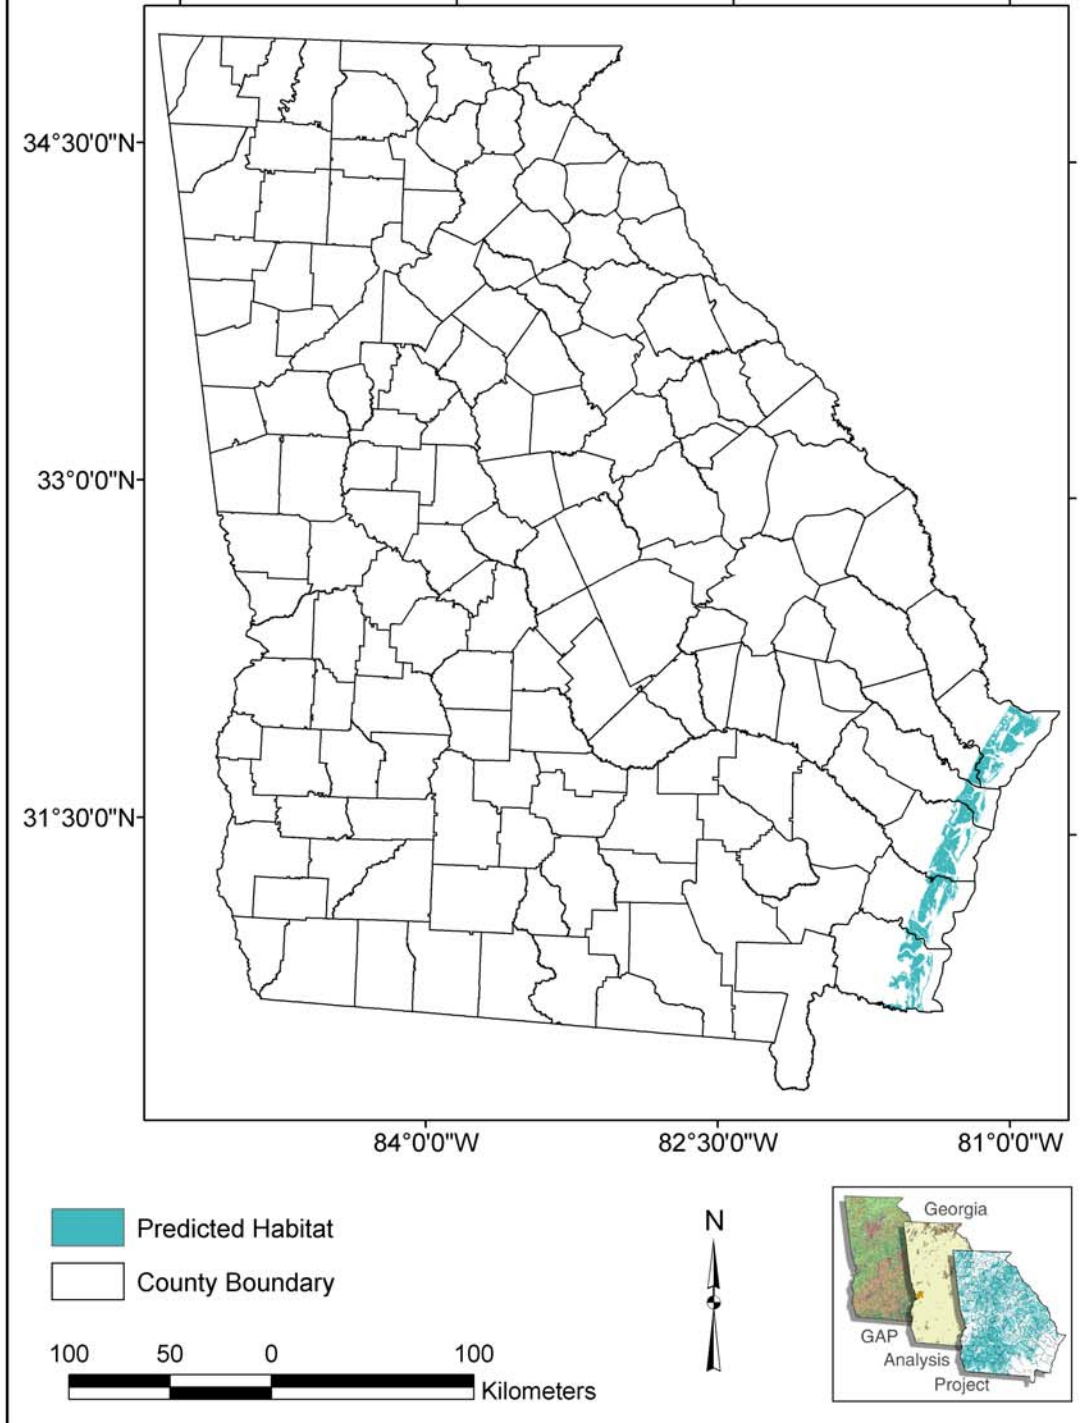 34°30'0"N
33°0'0"N
31°30'0"N
84°0'0"W 82°30'0"W 81°0'0"W
Predicted Habitat
County Boundary
100 50 0 100
Kilometers
N
Georgia
GAP
Analysis
Project